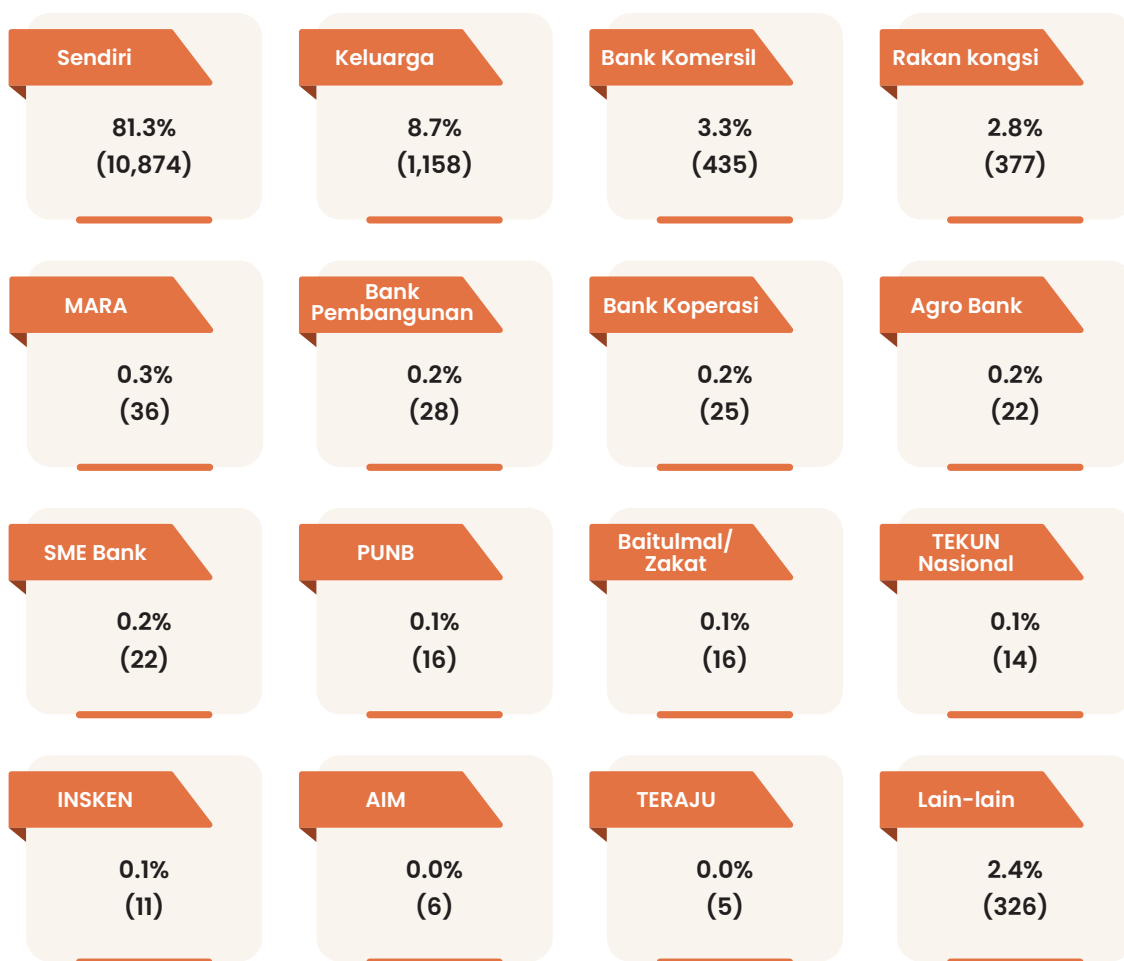 Sendiri
81.3%
(10,874)
Keluarga
8.7%
(1,158)
Bank Komersil
3.3%
(435)
Rakan kongsi
2.8%
(377)
MARA
0.3%
(36)
Bank
Pembangunan
0.2%
(28)
Bank Koperasi
0.2%
(25)
Agro Bank
0.2%
(22)
SME Bank
0.2%
(22)
PUNB
0.1%
(16)
Baitulmal/
Zakat
0.1%
(16)
TEKUN
Nasional
0.1%
(14)
INSKEN
0.1%
(11)
AIM
0.0%
(6)
TERAJU
0.0%
(5)
Lain-lain
2.4%
(326)